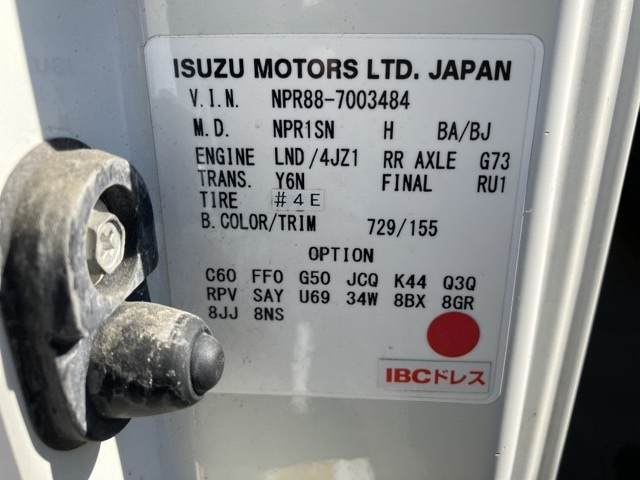 ISUZU MOTORS LTD. JAPAN
V.I.N. NPR88-7003484
M.D. NPR1SN H BA/BJ
ENGINE LND/4JZ1 RR AXLE G73
TRANS. Y6N FINAL RU1
TIRE #4E
B.COLOR/TRIM 729/155
OPTION
C60 FFO G50 JCQ K44 Q3Q
RPV SAY U69 34W 8BX 8GR
8JJ 8NS
IBCドレス